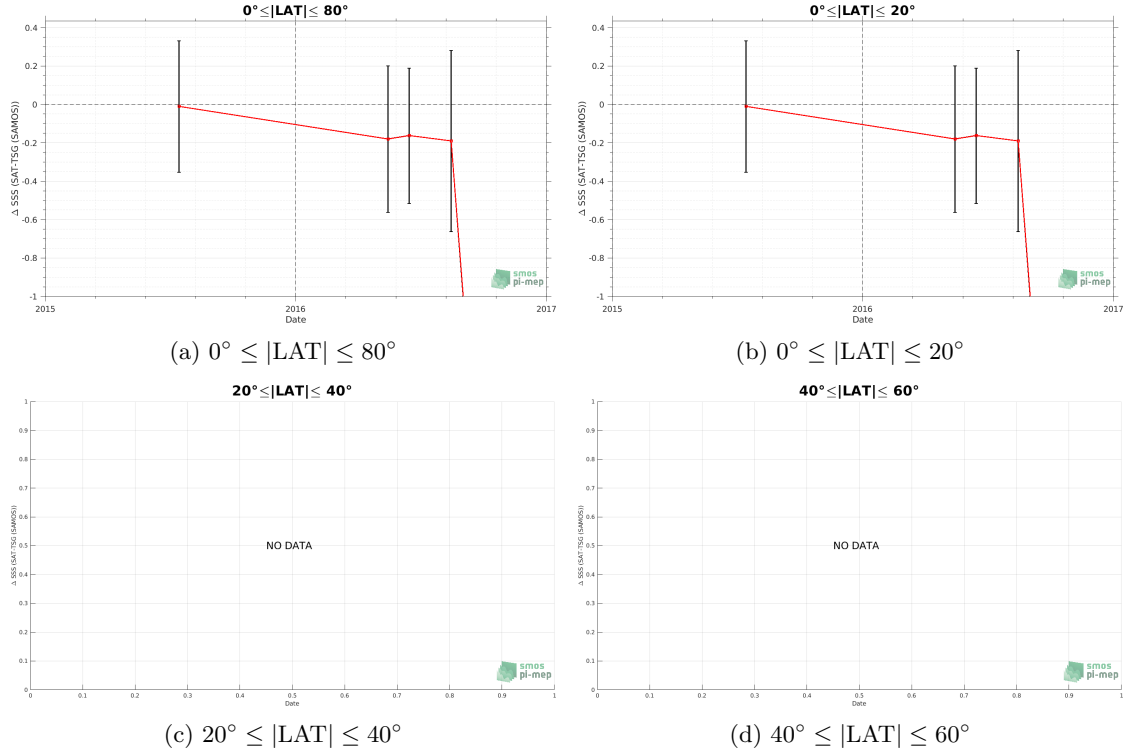 0°≤|LAT|≤ 80°
0.4
0.2
0
-0.2
-0.4
-0.6
-0.8
-1
Δ SSS (SAT-TSG (SAMOS))
2015
2016
2017
Date
smos
pi-mep
(a) 0° ≤ |LAT| ≤ 80°
0°≤|LAT|≤ 20°
0.4
0.2
0
-0.2
-0.4
-0.6
-0.8
-1
Δ SSS (SAT-TSG (SAMOS))
2015
2016
2017
Date
smos
pi-mep
(b) 0° ≤ |LAT| ≤ 20°
20°≤|LAT|≤ 40°
1
0.9
0.8
0.7
0.6
0.5
0.4
0.3
0.2
0.1
0
Δ SSS (SAT-TSG (SAMOS))
NO DATA
0 0.1 0.2 0.3 0.4 0.5 0.6 0.7 0.8 0.9 1
Date
smos
pi-mep
(c) 20° ≤ |LAT| ≤ 40°
40°≤|LAT|≤ 60°
1
0.9
0.8
0.7
0.6
0.5
0.4
0.3
0.2
0.1
0
Δ SSS (SAT-TSG (SAMOS))
NO DATA
0 0.1 0.2 0.3 0.4 0.5 0.6 0.7 0.8 0.9 1
Date
smos
pi-mep
(d) 40° ≤ |LAT| ≤ 60°